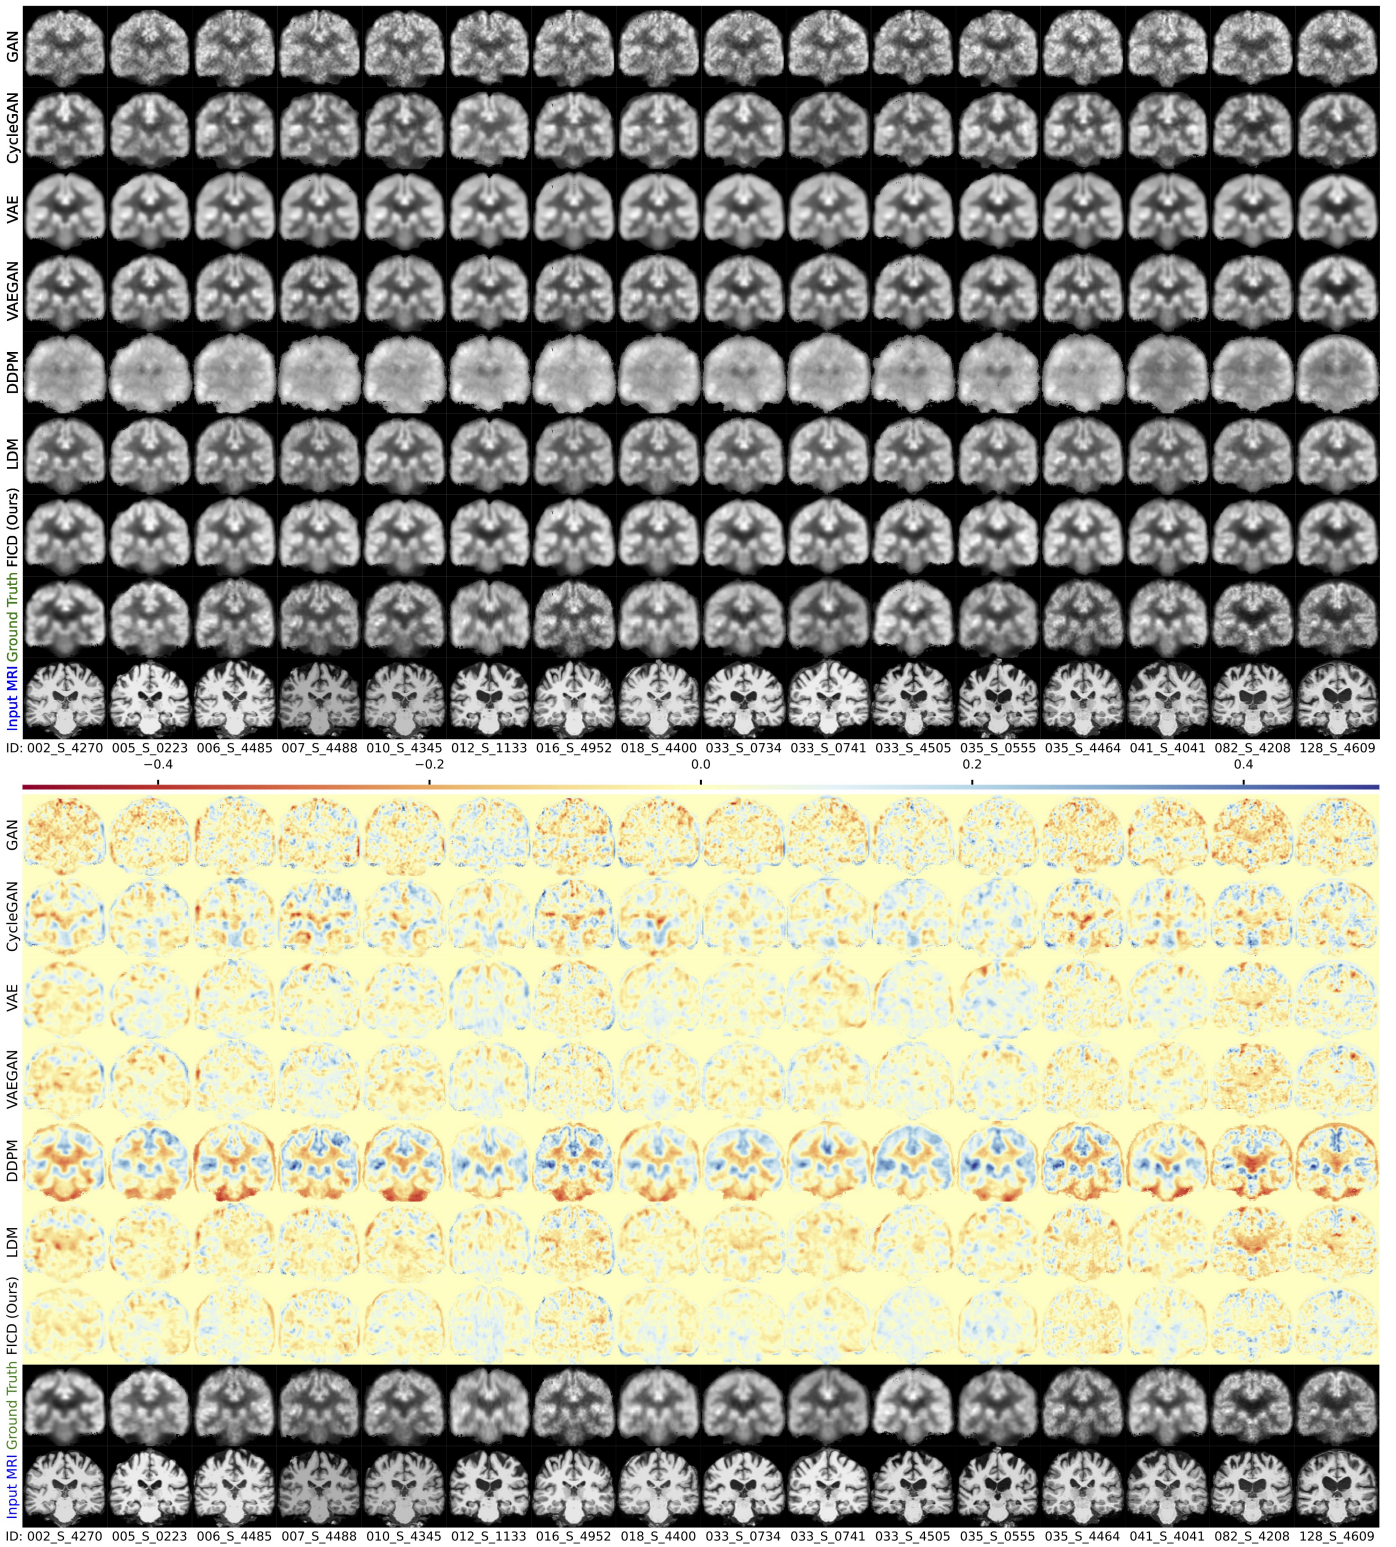 GAN
CycleGAN
VAE
VAEGAN
DDPM
LDM
FICD (Ours)
Ground Truth
Input MRI
ID: 002_S_4270 005_S_0223 006_S_4485 007_S_4488 010_S_4345 012_S_1133 016_S_4952 018_S_4400 033_S_0734 033_S_0741 033_S_4505 035_S_0555 035_S_4464 041_S_4041 082_S_4208 128_S_4609
−0.4 −0.2 0.0 0.2 0.4
GAN
CycleGAN
VAE
VAEGAN
DDPM
LDM
FICD (Ours)
Ground Truth
Input MRI
ID: 002_S_4270 005_S_0223 006_S_4485 007_S_4488 010_S_4345 012_S_1133 016_S_4952 018_S_4400 033_S_0734 033_S_0741 033_S_4505 035_S_0555 035_S_4464 041_S_4041 082_S_4208 128_S_4609